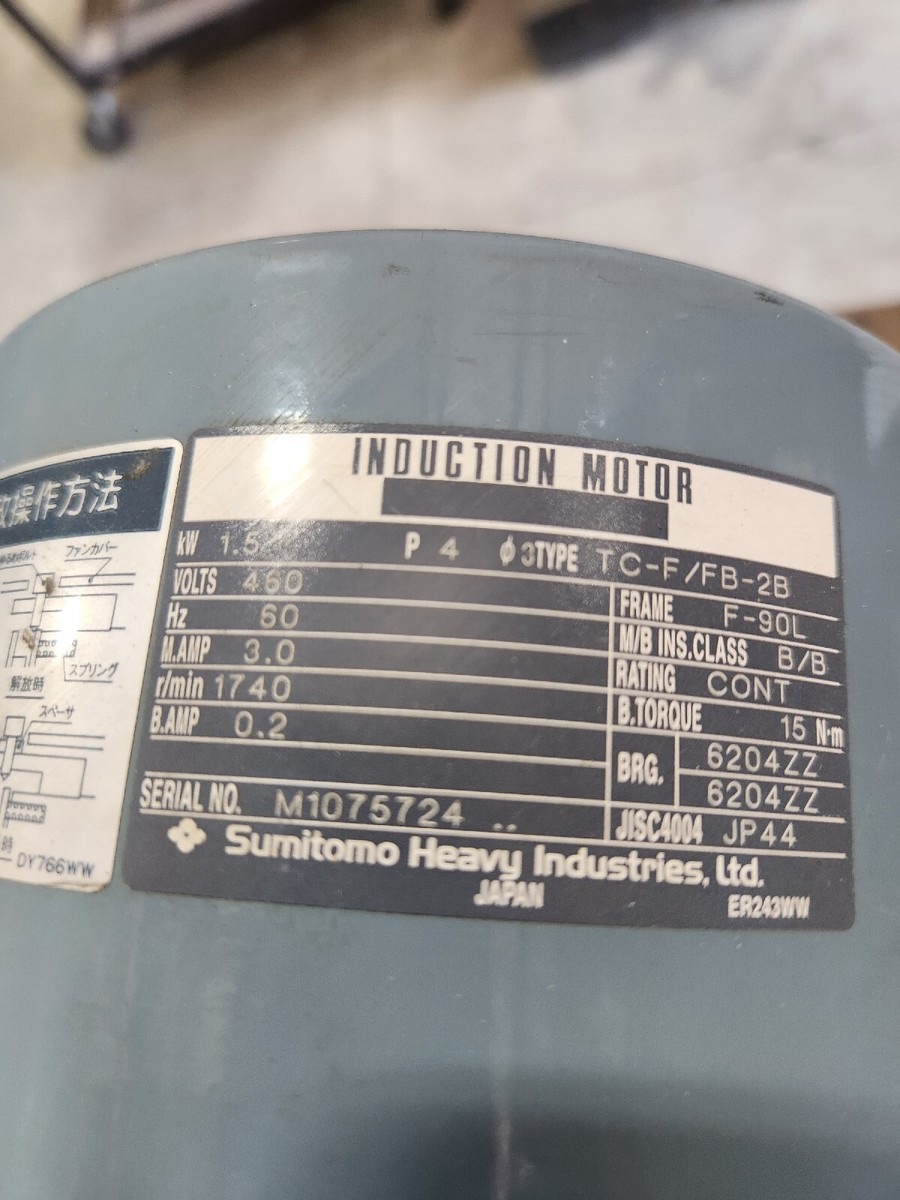 操作方法
ファンカバー
スプリング
解放時
スペーサ
時
DY766WW
INDUCTION MOTOR
kW 1.5 P 4 φ 3 TYPE TC-F/FB-2B
VOLTS 460 FRAME F-90L
Hz 60 M/B INS.CLASS B/B
M.AMP 3.0 RATING CONT
r/min 1740 B.TORQUE 15 N·m
B.AMP 0.2 BRG. 6204ZZ
6204ZZ
SERIAL NO. M1075724 .. JISC4004 JP44
Sumitomo Heavy Industries, Ltd.
JAPAN
ER243WW